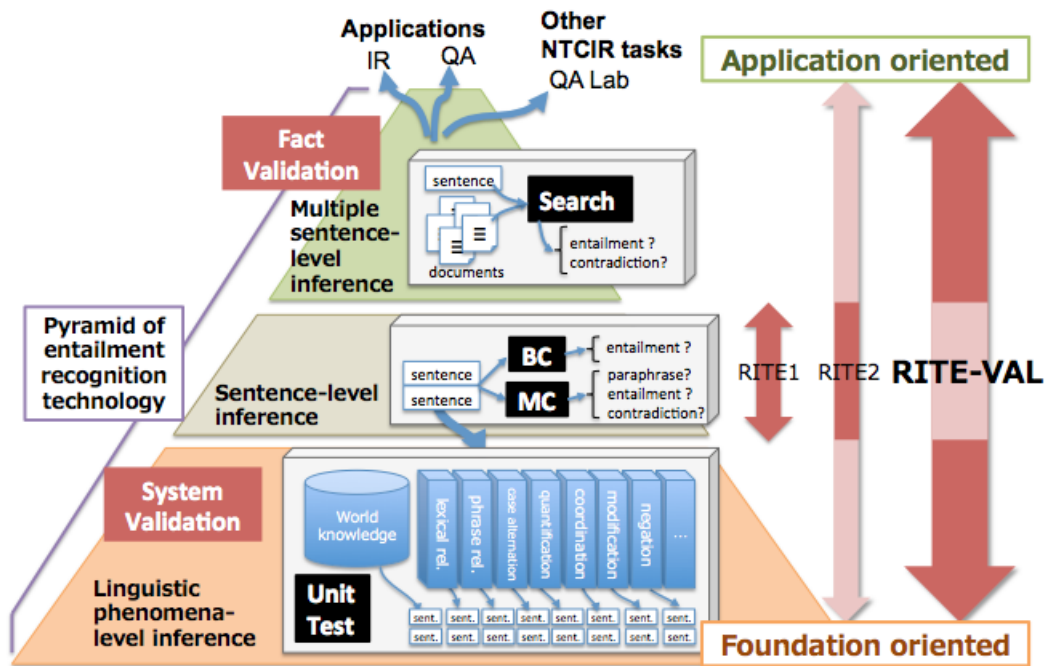 Applications
IR
QA
Other
NTCIR tasks
QA Lab
Application oriented
Fact
Validation
Multiple
sentence-
level
inference
sentence
documents
Search
entailment ?
contradiction?
Pyramid of
entailment
recognition
technology
Sentence-level
inference
sentence
sentence
BC
MC
entailment ?
paraphrase?
entailment ?
contradiction?
RITE1
RITE2
RITE-VAL
System
Validation
Linguistic
phenomena-
level inference
World
knowledge
Unit
Test
lexical rel.
phrase rel.
case alternation
quantification
coordination
modification
negation
...
sent. sent. sent. sent. sent. sent. sent. sent.
sent. sent. sent. sent. sent. sent. sent. sent.
Foundation oriented